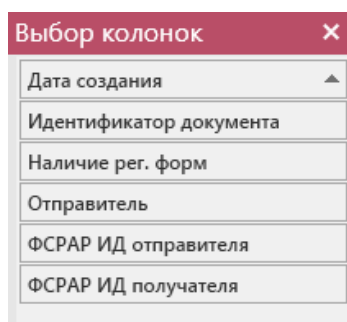 Выбор колонок
Дата создания
Идентификатор документа
Наличие рег. форм
Отправитель
ФСРАР ИД отправителя
ФСРАР ИД получателя